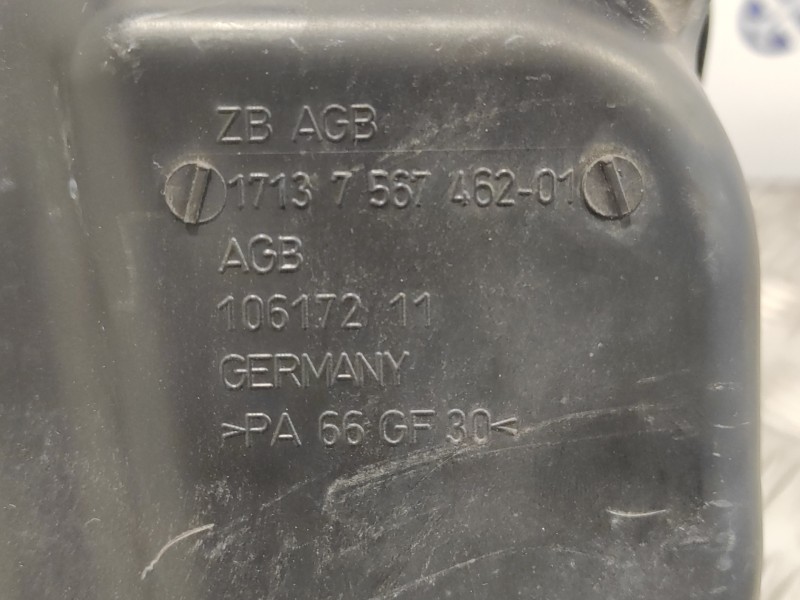 ZB AGB
1713 7 567 462-01
AGB
106172/11
GERMANY
>PA 66 GF 30<